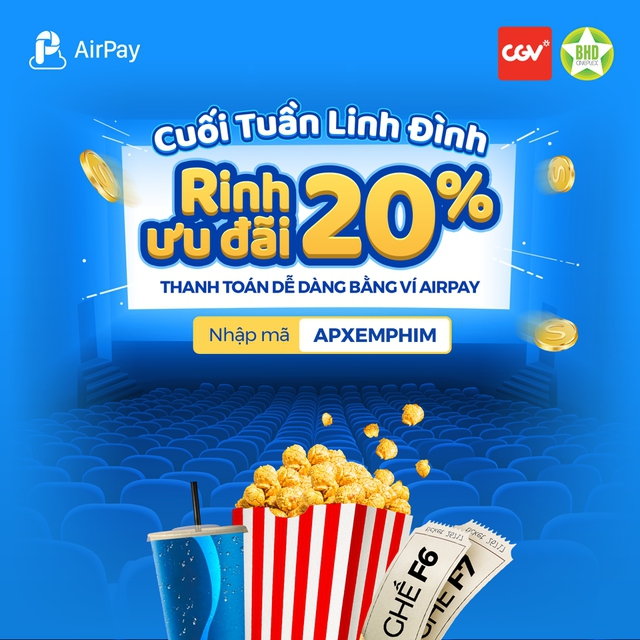 AirPay
CGV
BHD
Cuối Tuần Linh Đình
Rinh
ưu đãi
20%
THANH TOÁN DỄ DÀNG BẰNG VÍ AIRPAY
Nhập mã
APXEMPHIM
GHẾ F6
GHẾ F7